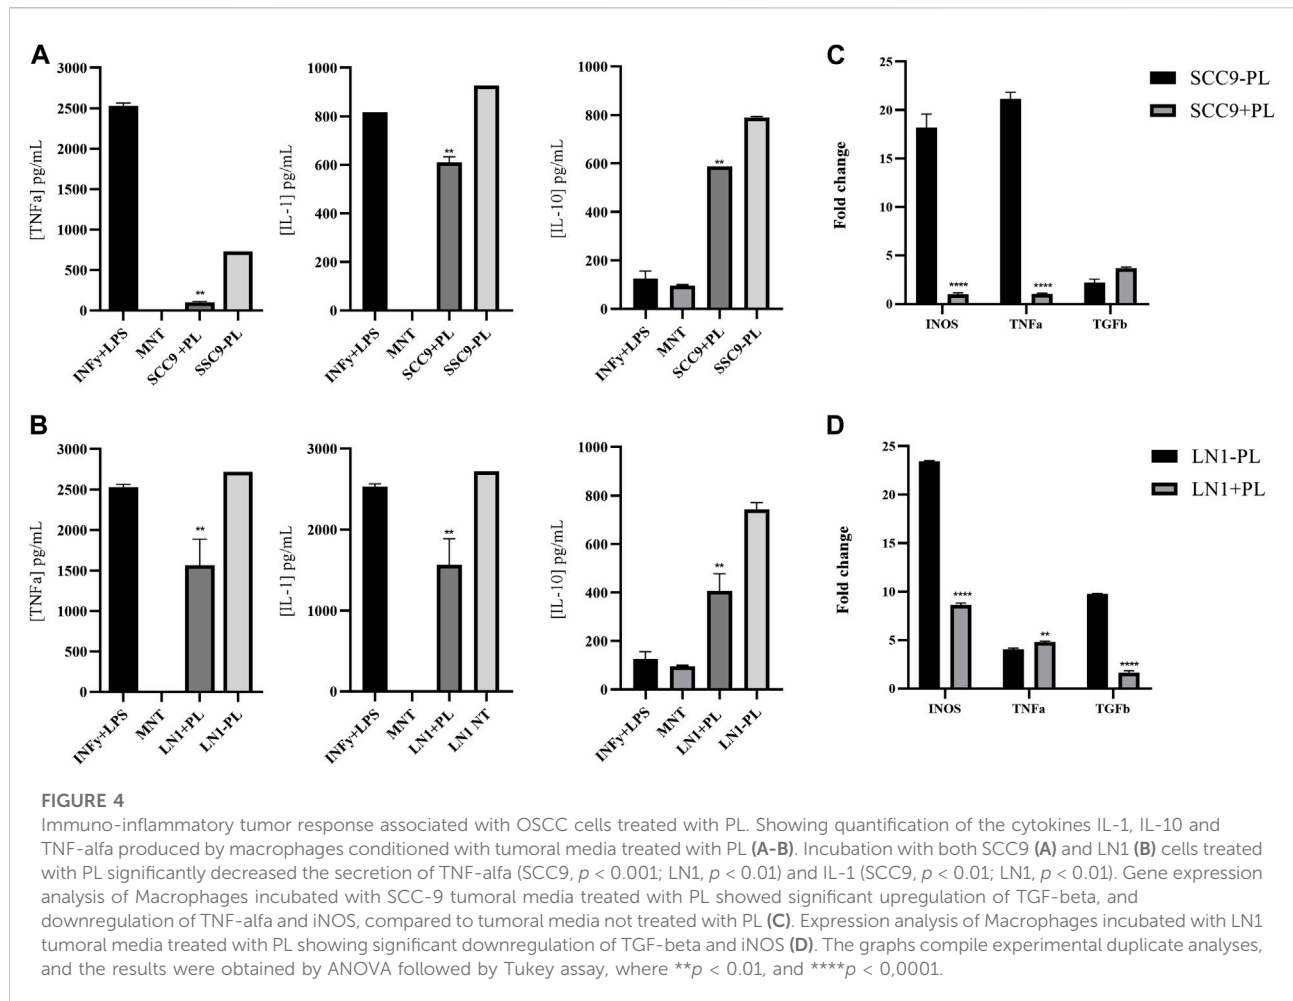 A
3000
2500
2000
1500
1000
500
0
[TNFa] pg/mL
INFy+LPS
MNT
SCC9+PL
SSC9-PL
1000
800
600
400
200
0
[IL-1] pg/mL
INFy+LPS
MNT
SCC9+PL
SSC9-PL
1000
800
600
400
200
0
[IL-10] pg/mL
INFy+LPS
MNT
SCC9+PL
SSC9-PL
**
**
**
C
25
20
15
10
5
0
Fold change
****
****
INOS
TNFa
TGFb
SCC9-PL
SCC9+PL
B
3000
2500
2000
1500
1000
500
0
[TNFa] pg/mL
**
INFy+LPS
MNT
LN1+PL
LN1-PL
3000
2000
1000
0
[IL-1] pg/mL
**
INFy+LPS
MNT
LN1+PL
LN1 NT
1000
800
600
400
200
0
[IL-10] pg/mL
**
INFy+LPS
MNT
LN1+PL
LN1-PL
D
25
20
15
10
5
0
Fold change
****
**
****
INOS
TNFa
TGFb
LN1-PL
LN1+PL
FIGURE 4
Immuno-inflammatory tumor response associated with OSCC cells treated with PL. Showing quantification of the cytokines IL-1, IL-10 and
TNF-alfa produced by macrophages conditioned with tumoral media treated with PL (A-B). Incubation with both SCC9 (A) and LN1 (B) cells treated
with PL significantly decreased the secretion of TNF-alfa (SCC9, p < 0.001; LN1, p < 0.01) and IL-1 (SCC9, p < 0.01; LN1, p < 0.01). Gene expression
analysis of Macrophages incubated with SCC-9 tumoral media treated with PL showed significant upregulation of TGF-beta, and
downregulation of TNF-alfa and iNOS, compared to tumoral media not treated with PL (C). Expression analysis of Macrophages incubated with LN1
tumoral media treated with PL showing significant downregulation of TGF-beta and iNOS (D). The graphs compile experimental duplicate analyses,
and the results were obtained by ANOVA followed by Tukey assay, where **p < 0.01, and ****p < 0,0001.